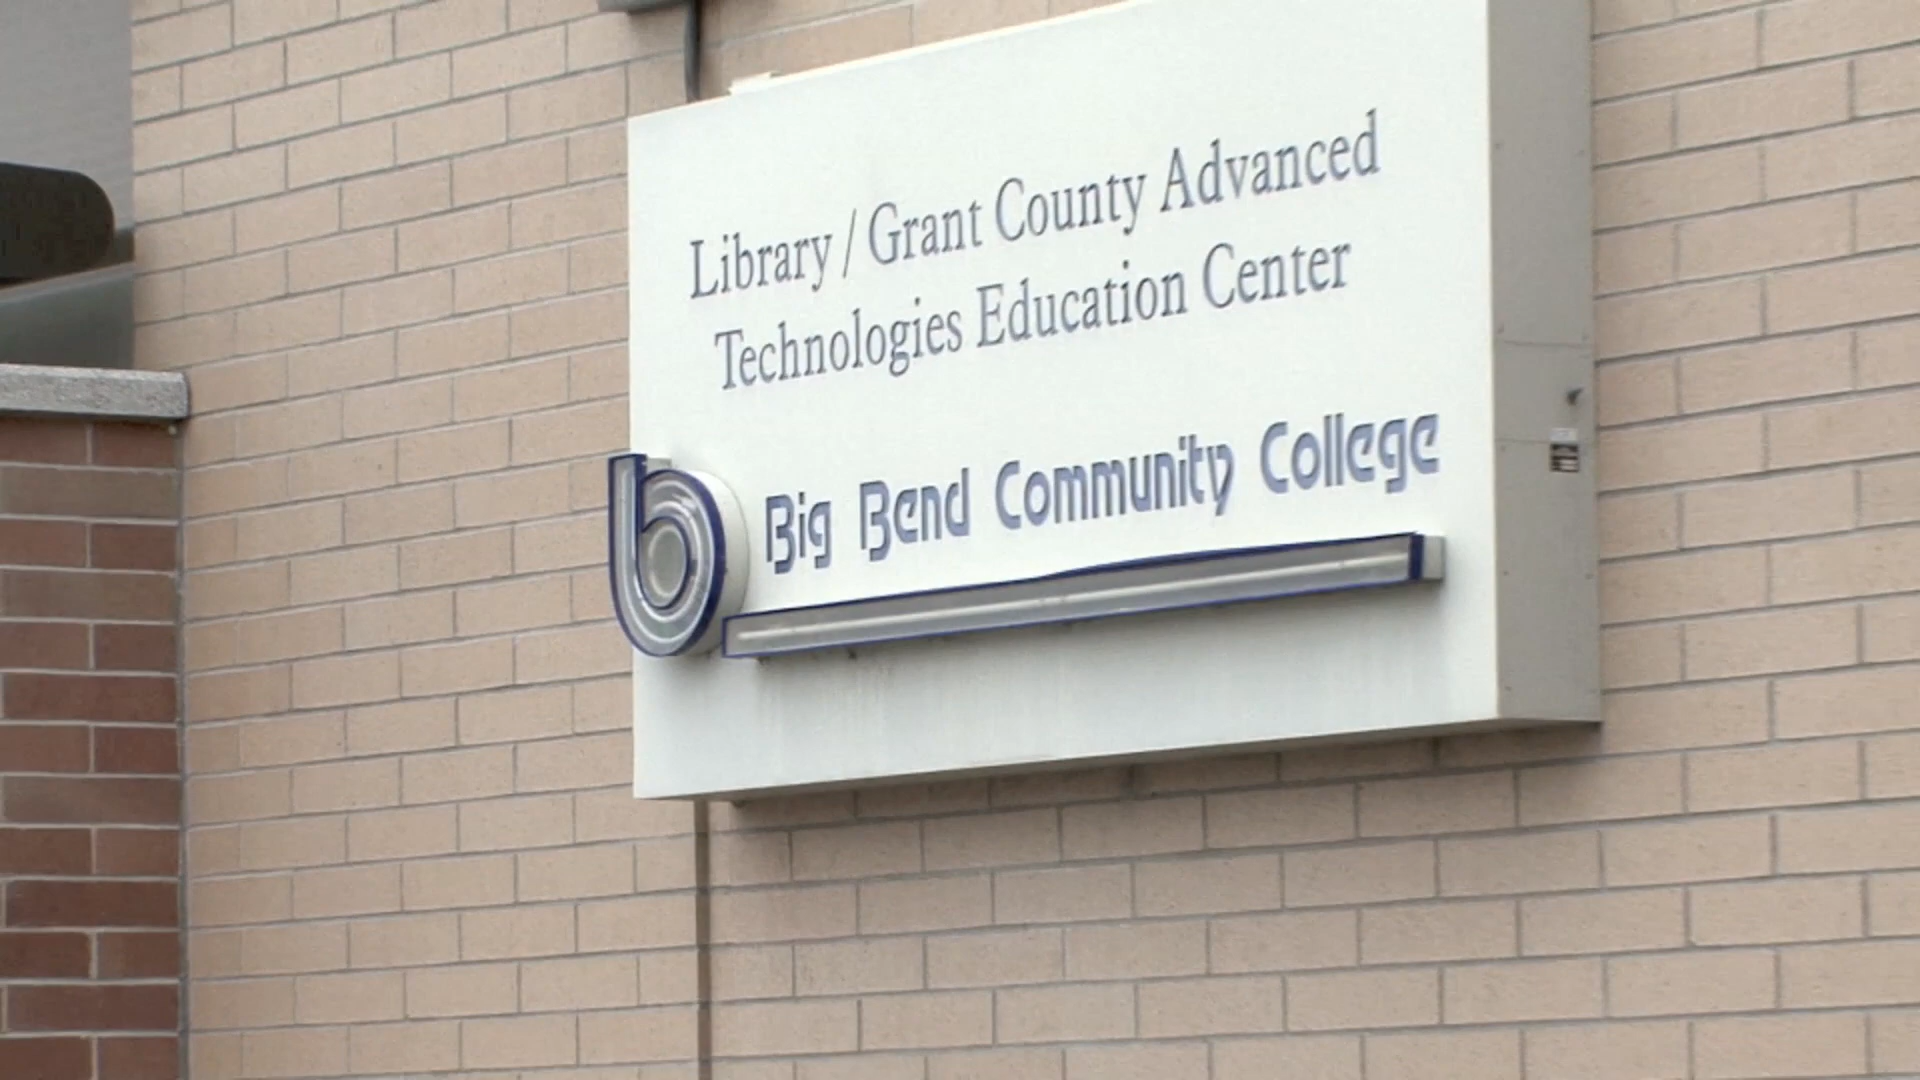 Library / Grant County Advanced
Technologies Education Center
b Big Bend Community College